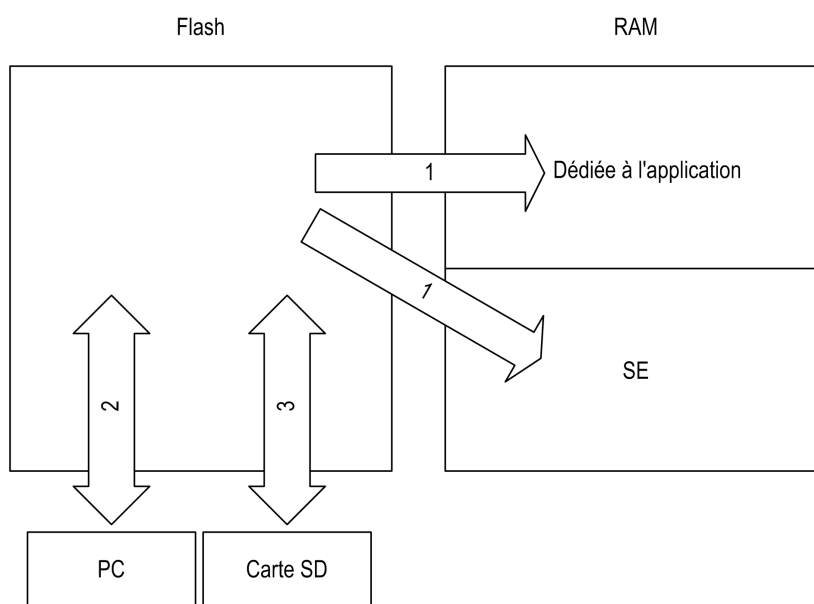 Flash
RAM
1
Dédiée à l'application
1
SE
2
3
PC
Carte SD